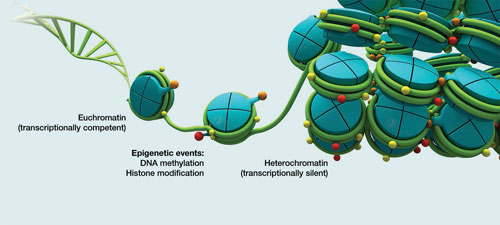 Euchromatin
(transcriptionally competent)
Epigenetic events:
DNA methylation
Histone modification
Heterochromatin
(transcriptionally silent)